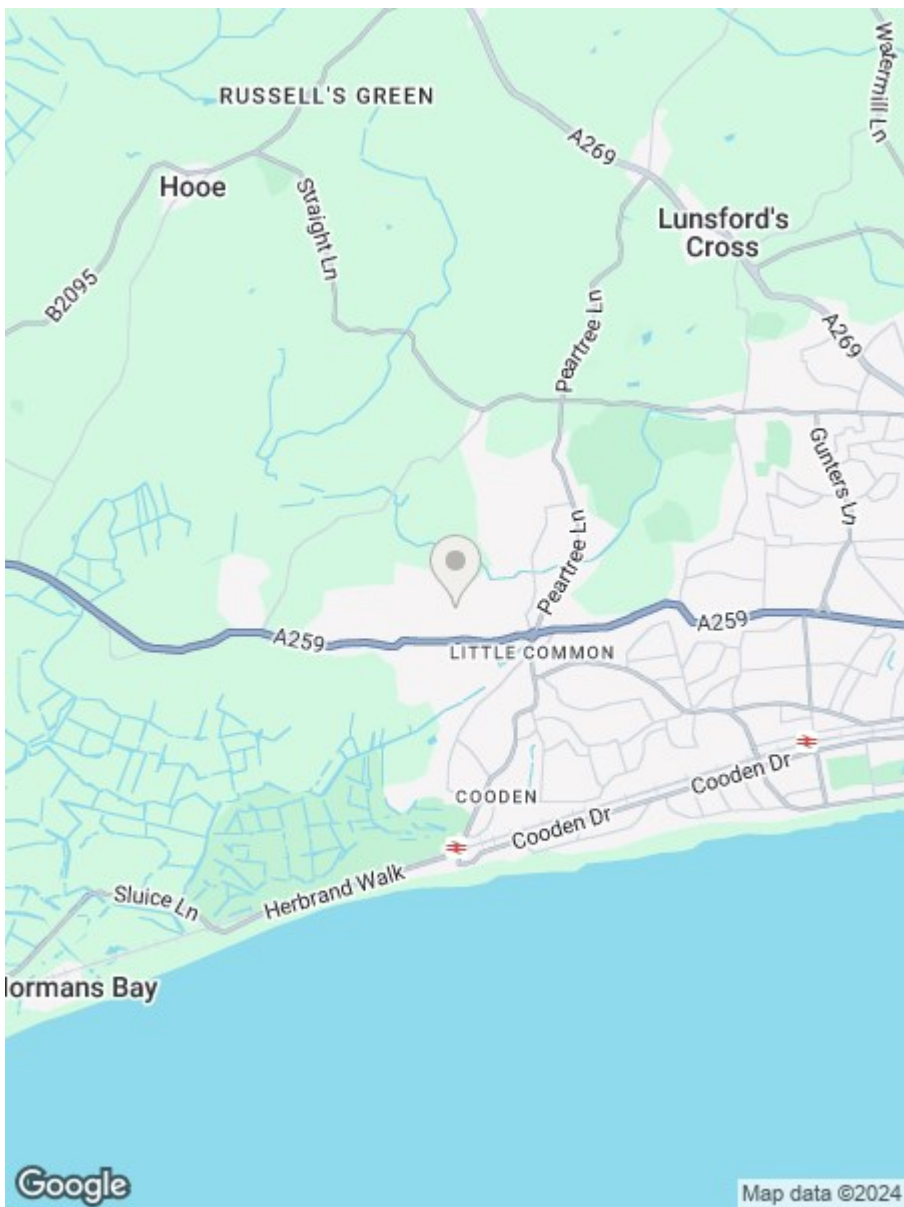 Watermill Ln
RUSSELL'S GREEN
A269
Hooe
Straight Ln
Lunsford's
Cross
B2095
Peartree Ln
A269
Gunters Ln
Peartree Ln
A259
A259
LITTLE COMMON
Cooden Dr
COODEN
Cooden Dr
Herbrand Walk
Sluice Ln
Normans Bay
Google
Map data ©2024